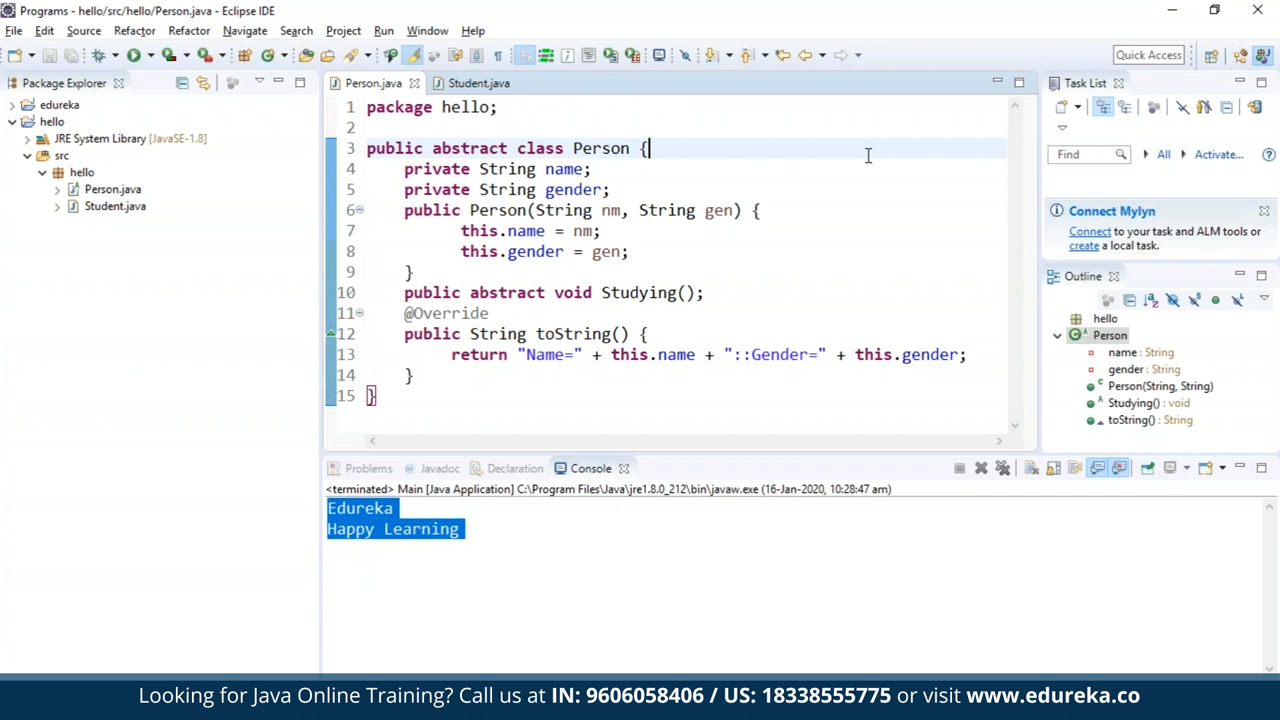 Programs - hello/src/hello/Person.java - Eclipse IDE
File Edit Source Refactor Refactor Navigate Search Project Run Window Help
Quick Access
Package Explorer
edureka
hello
JRE System Library [JavaSE-1.8]
src
hello
Person.java
Student.java
Person.java Student.java
1 package hello;
2
3 public abstract class Person {
4 private String name;
5 private String gender;
6 public Person(String nm, String gen) {
7 this.name = nm;
8 this.gender = gen;
9 }
10 public abstract void Studying();
11 @Override
12 public String toString() {
13 return "Name=" + this.name + "::Gender=" + this.gender;
14 }
15 }
Task List
Find All Activate...
Connect Mylyn
Connect to your task and ALM tools or
create a local task.
Outline
hello
Person
name : String
gender : String
Person(String, String)
Studying() : void
toString() : String
Problems Javadoc Declaration Console
<terminated> Main [Java Application] C:\Program Files\Java\jre1.8.0_212\bin\javaw.exe (16-Jan-2020, 10:28:47 am)
Edureka
Happy Learning
Looking for Java Online Training? Call us at IN: 9606058406 / US: 18338555775 or visit www.edureka.co